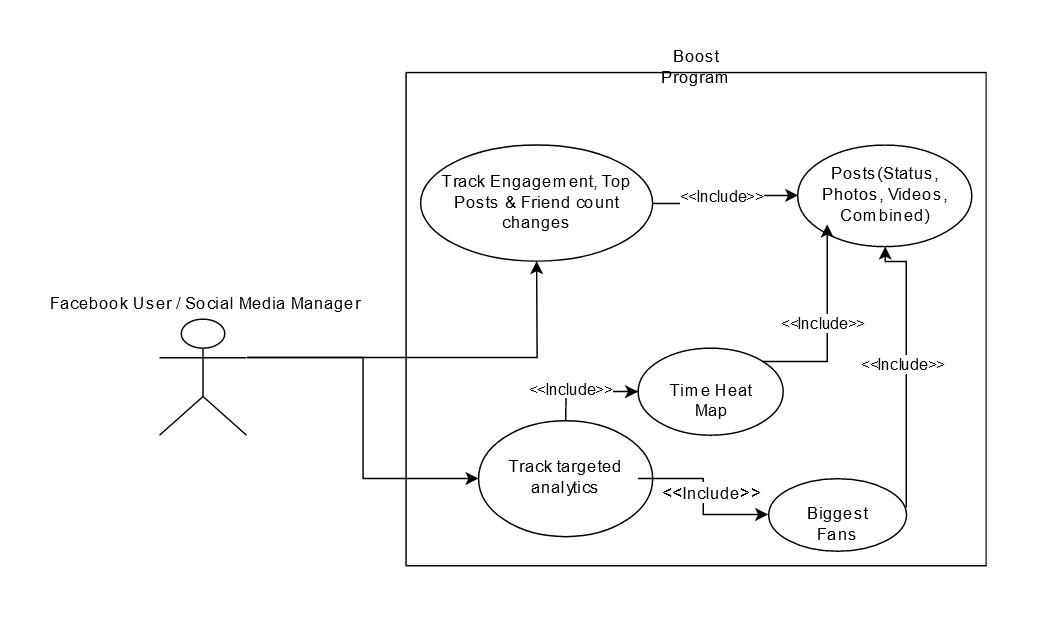 Boost
Program
Track Engagement, Top
Posts & Friend count
changes
<<Include>>
Posts(Status,
Photos, Videos,
Combined)
Facebook User / Social Media Manager
<<Include>>
<<Include>>
<<Include>>
Time Heat
Map
Track targeted
analytics
<<Include>>
Biggest
Fans